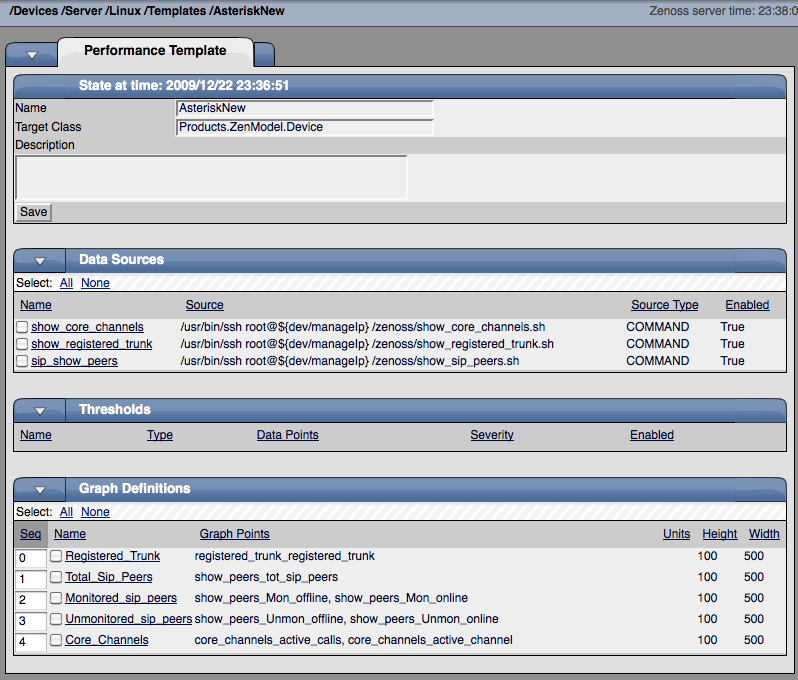 /Devices /Server /Linux /Templates /AsteriskNew Zenoss server time: 23:38:0
Performance Template
State at time: 2009/12/22 23:36:51
Name AsteriskNew
Target Class Products.ZenModel.Device
Description
Save
Data Sources
Select: All None
Name Source Source Type Enabled
show_core_channels /usr/bin/ssh root@${dev/manageIp} /zenoss/show_core_channels.sh COMMAND True
show_registered_trunk /usr/bin/ssh root@${dev/manageIp} /zenoss/show_registered_trunk.sh COMMAND True
sip_show_peers /usr/bin/ssh root@${dev/manageIp} /zenoss/show_sip_peers.sh COMMAND True
Thresholds
Name Type Data Points Severity Enabled
Graph Definitions
Select: All None
Seq Name Graph Points Units Height Width
0 Registered_Trunk registered_trunk_registered_trunk 100 500
1 Total_Sip_Peers show_peers_tot_sip_peers 100 500
2 Monitored_sip_peers show_peers_Mon_offline, show_peers_Mon_online 100 500
3 Unmonitored_sip_peers show_peers_Unmon_offline, show_peers_Unmon_online 100 500
4 Core_Channels core_channels_active_calls, core_channels_active_channel 100 500